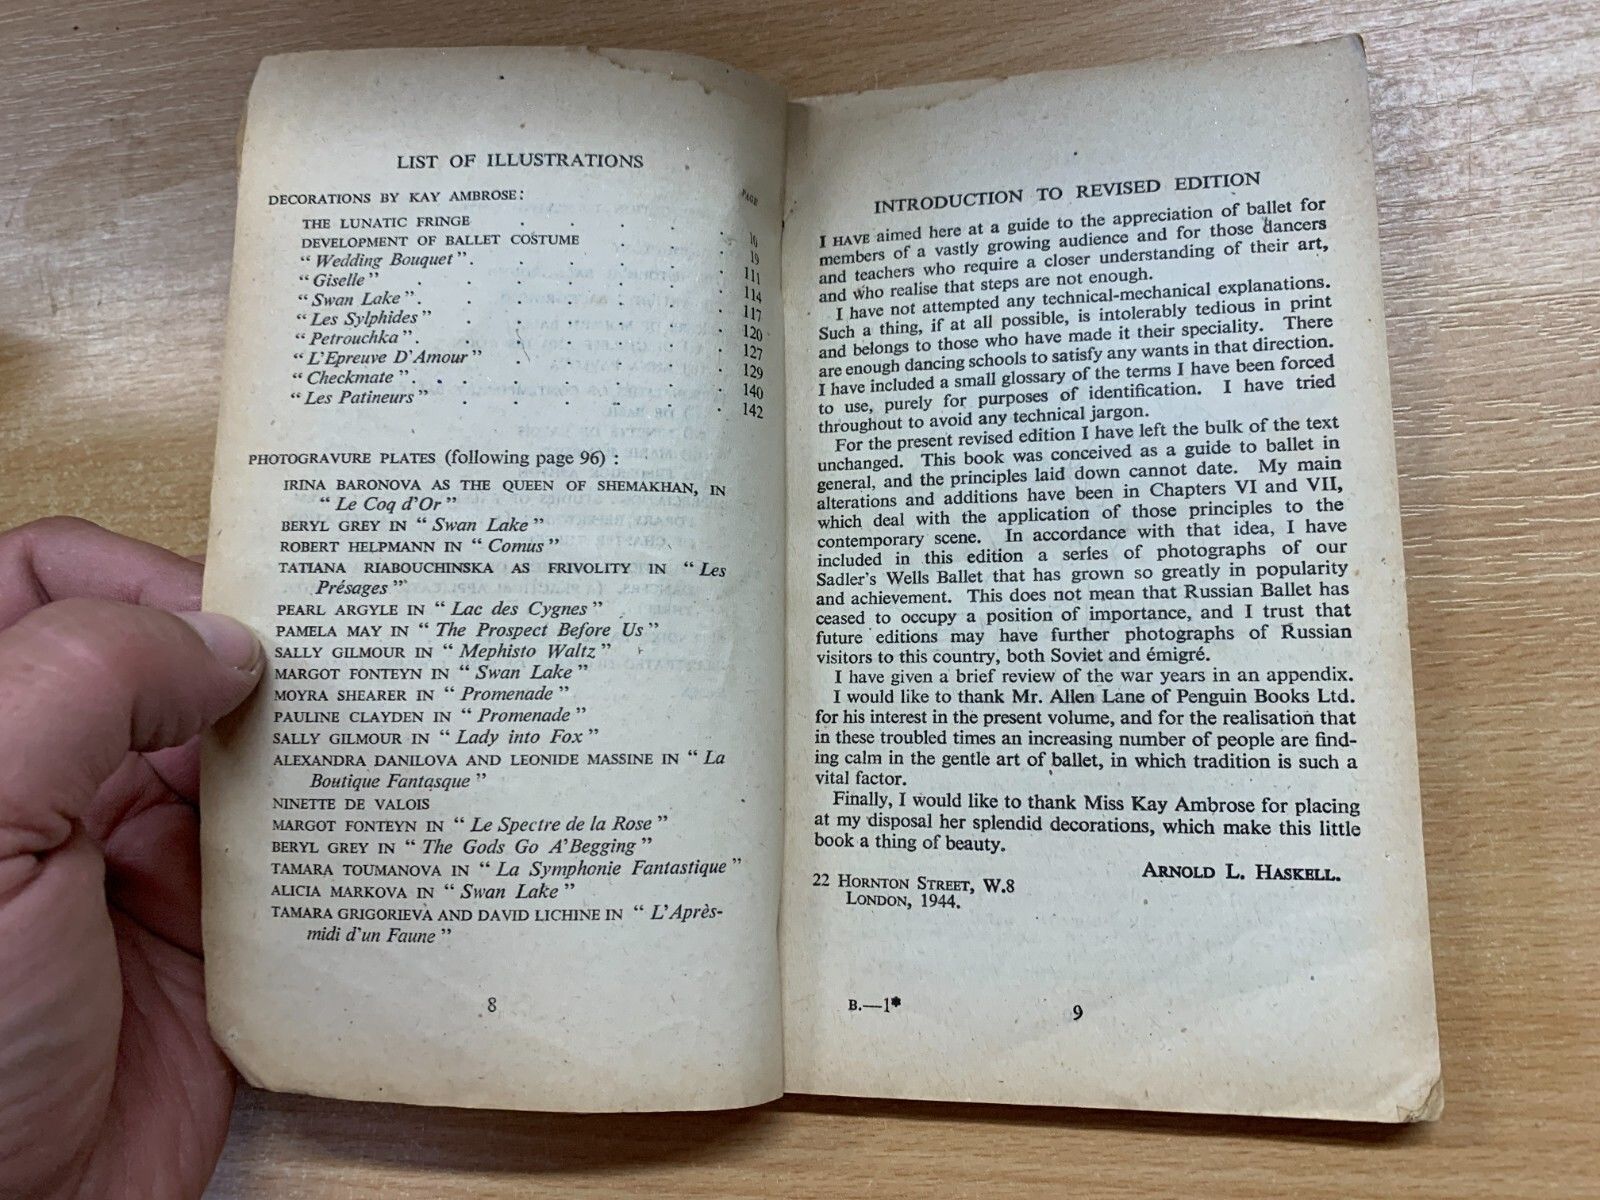 LIST OF ILLUSTRATIONS
PAGE
DECORATIONS BY KAY AMBROSE:
THE LUNATIC FRINGE . . . . . 10
DEVELOPMENT OF BALLET COSTUME . . . 19
“Wedding Bouquet”. . . . . . 111
“Giselle” . . . . . . . 114
“Swan Lake”. . . . . . . 117
“Les Sylphides” . . . . . . 120
“Petrouchka” . . . . . . 127
“L'Epreuve D'Amour” . . . . . 129
“Checkmate”. . . . . . . 140
“Les Patineurs” . . . . . . 142
PHOTOGRAVURE PLATES (following page 96) :
IRINA BARONOVA AS THE QUEEN OF SHEMAKHAN, IN
“Le Coq d'Or”
BERYL GREY IN “Swan Lake”
ROBERT HELPMANN IN “Comus”
TATIANA RIABOUCHINSKA AS FRIVOLITY IN “Les
Présages”
PEARL ARGYLE IN “Lac des Cygnes”
PAMELA MAY IN “The Prospect Before Us”
SALLY GILMOUR IN “Mephisto Waltz”
MARGOT FONTEYN IN “Swan Lake”
MOYRA SHEARER IN “Promenade”
PAULINE CLAYDEN IN “Promenade”
SALLY GILMOUR IN “Lady into Fox”
ALEXANDRA DANILOVA AND LEONIDE MASSINE IN “La
Boutique Fantasque”
NINETTE DE VALOIS
MARGOT FONTEYN IN “Le Spectre de la Rose”
BERYL GREY IN “The Gods Go A'Begging”
TAMARA TOUMANOVA IN “La Symphonie Fantastique”
ALICIA MARKOVA IN “Swan Lake”
TAMARA GRIGORIEVA AND DAVID LICHINE IN “L'Après-
midi d'un Faune”
8
INTRODUCTION TO REVISED EDITION
I HAVE aimed here at a guide to the appreciation of ballet for
members of a vastly growing audience and for those dancers
and teachers who require a closer understanding of their art,
and who realise that steps are not enough.
I have not attempted any technical-mechanical explanations.
Such a thing, if at all possible, is intolerably tedious in print
and belongs to those who have made it their speciality. There
are enough dancing schools to satisfy any wants in that direction.
I have included a small glossary of the terms I have been forced
to use, purely for purposes of identification. I have tried
throughout to avoid any technical jargon.
For the present revised edition I have left the bulk of the text
unchanged. This book was conceived as a guide to ballet in
general, and the principles laid down cannot date. My main
alterations and additions have been in Chapters VI and VII,
which deal with the application of those principles to the
contemporary scene. In accordance with that idea, I have
included in this edition a series of photographs of our
Sadler's Wells Ballet that has grown so greatly in popularity
and achievement. This does not mean that Russian Ballet has
ceased to occupy a position of importance, and I trust that
future editions may have further photographs of Russian
visitors to this country, both Soviet and émigré.
I have given a brief review of the war years in an appendix.
I would like to thank Mr. Allen Lane of Penguin Books Ltd.
for his interest in the present volume, and for the realisation that
in these troubled times an increasing number of people are find-
ing calm in the gentle art of ballet, in which tradition is such a
vital factor.
Finally, I would like to thank Miss Kay Ambrose for placing
at my disposal her splendid decorations, which make this little
book a thing of beauty.
ARNOLD L. HASKELL.
22 HORNTON STREET, W.8
LONDON, 1944.
B.—1*
9